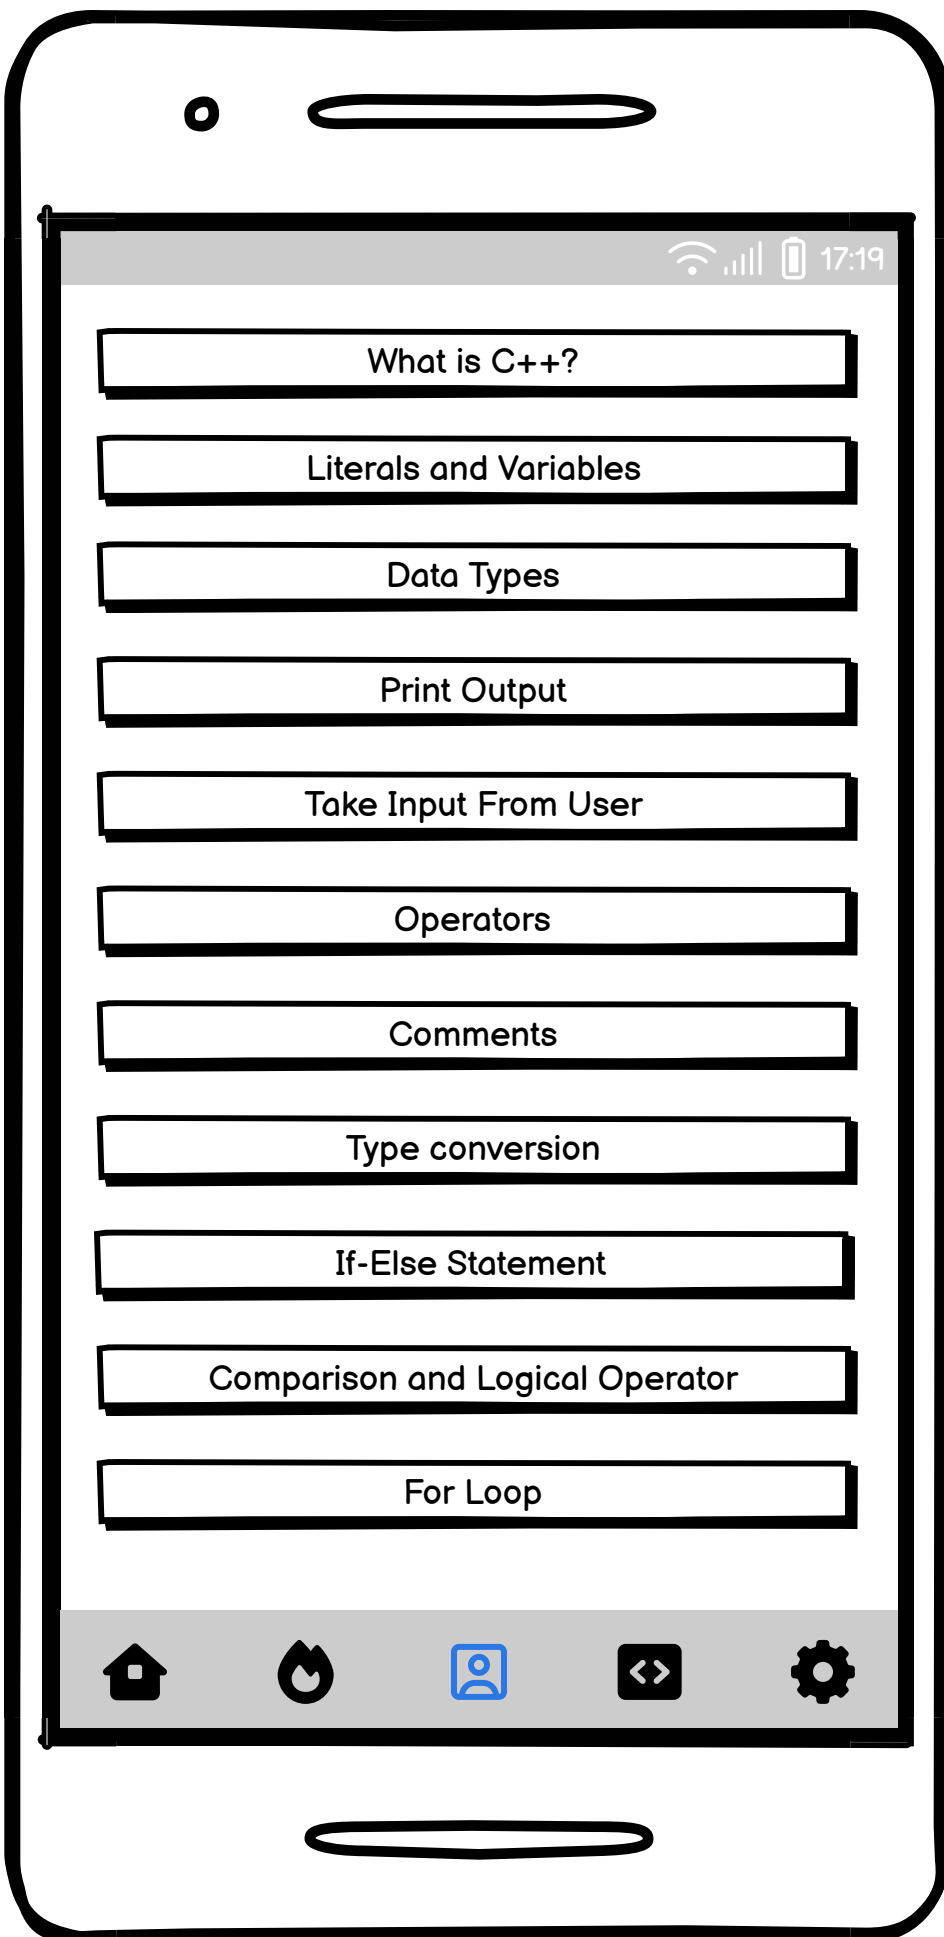 17:19
What is C++?
Literals and Variables
Data Types
Print Output
Take Input From User
Operators
Comments
Type conversion
If-Else Statement
Comparison and Logical Operator
For Loop